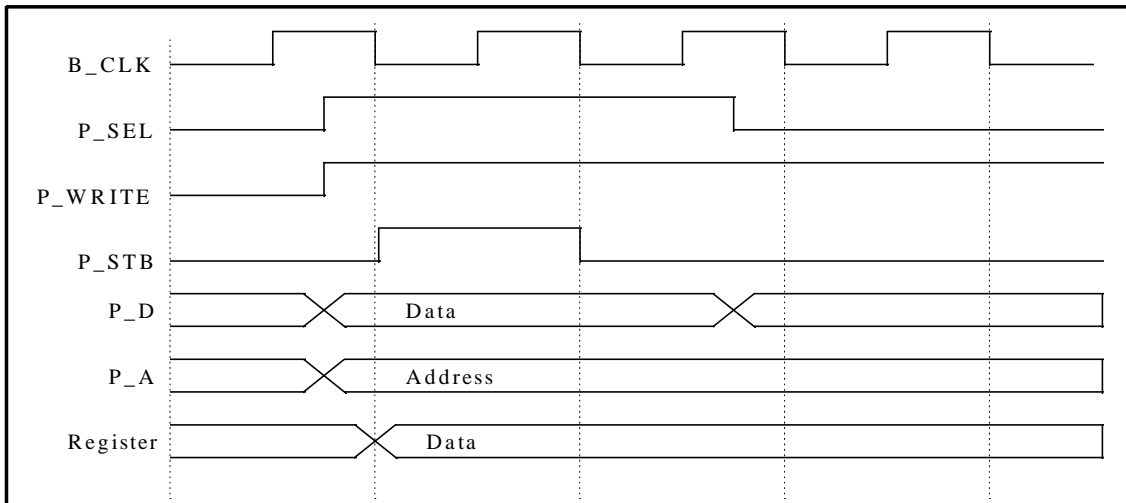 B_CLK
P_SEL
P_WRITE
P_STB
P_D Data
P_A Address
Register Data